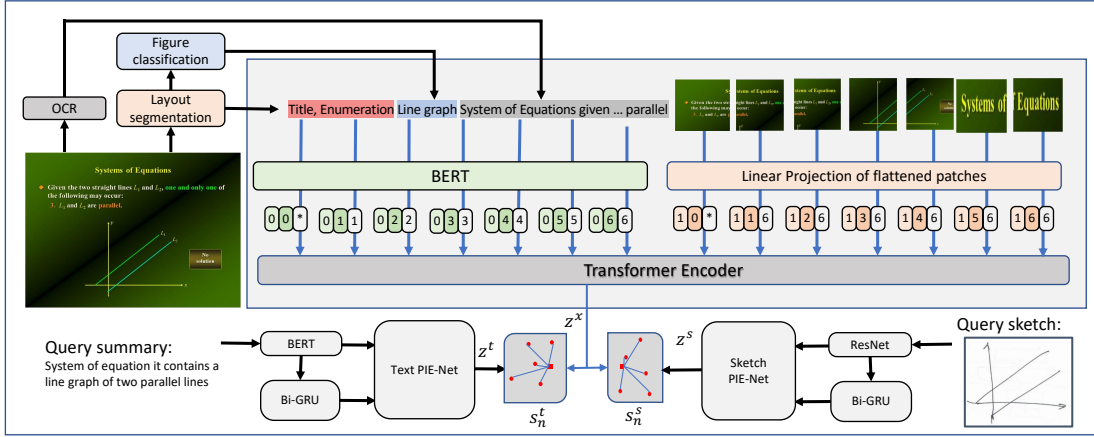 Figure
classification
OCR
Layout
segmentation
Title, Enumeration Line graph System of Equations given ... parallel
Systems of Equations
BERT
Linear Projection of flattened patches
0 0 * 0 1 1 0 2 2 0 3 3 0 4 4 0 5 5 0 6 6
1 0 * 1 1 6 1 2 6 1 3 6 1 4 6 1 5 6 1 6 6
Transformer Encoder
Systems of Equations
Given the two straight lines L₁ and L₂, one and only one of
the following may occur:
3. L₁ and L₂ are parallel.
y
L₁
L₂
No
solution
x
Query summary:
System of equation it contains a
line graph of two parallel lines
BERT
Bi-GRU
Text PIE-Net
z^t
S_n^t
z^x
S_n^s
z^s
Sketch
PIE-Net
ResNet
Bi-GRU
Query sketch: